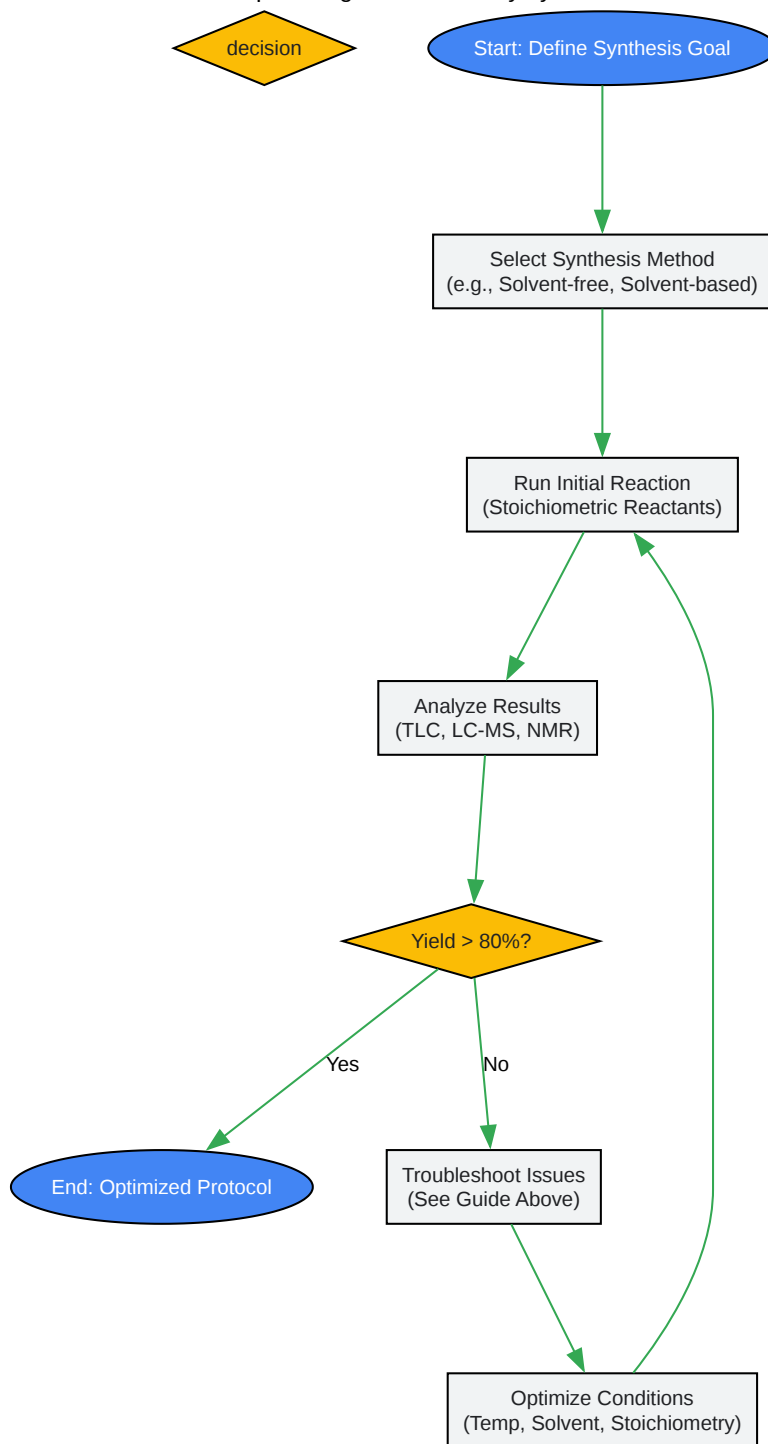 decision
Start: Define Synthesis Goal
Select Synthesis Method
(e.g., Solvent-free, Solvent-based)
Run Initial Reaction
(Stoichiometric Reactants)
Analyze Results
(TLC, LC-MS, NMR)
Yield > 80%?
Yes
No
End: Optimized Protocol
Troubleshoot Issues
(See Guide Above)
Optimize Conditions
(Temp, Solvent, Stoichiometry)